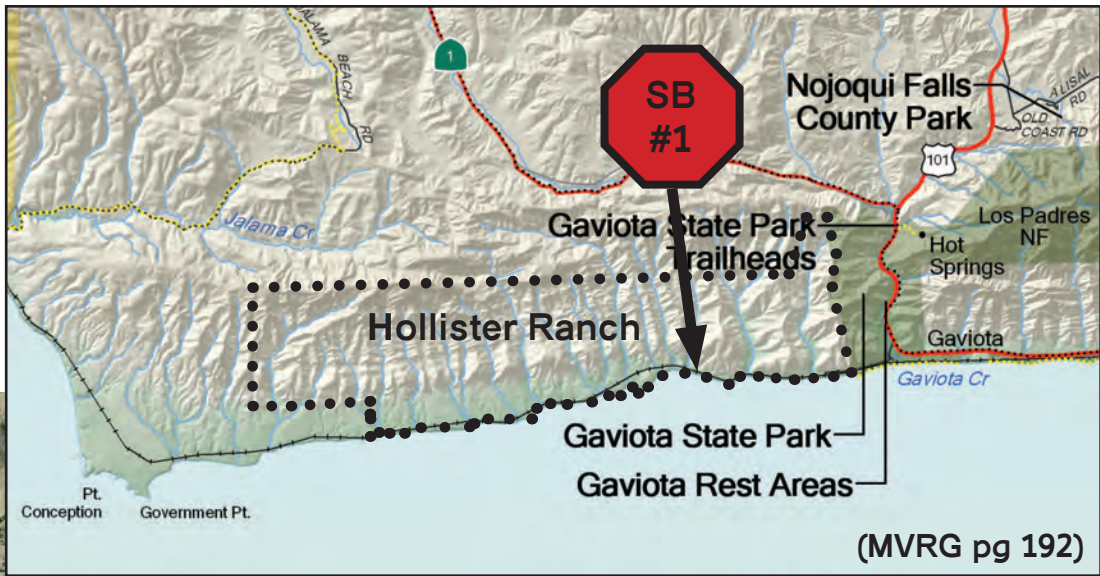 JALAMA
BEACH
RD
1
SB
#1
Nojoqui Falls
County Park
ALISAL
RD
OLD
COAST RD
101
Jalama Cr
Gaviota State Park
Trailheads
Los Padres
NF
Hot
Springs
Hollister Ranch
Gaviota
Gaviota Cr
Gaviota State Park
Gaviota Rest Areas
Pt.
Conception
Government Pt.
(MVRG pg 192)